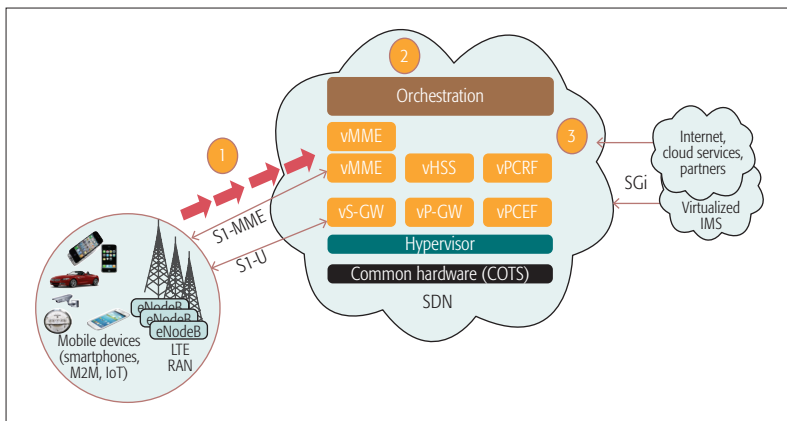 2
Orchestration
1
vMME
3
vMME
vHSS
vPCRF
Internet,
cloud services,
partners
SGi
S1-MME
vS-GW
vP-GW
vPCEF
Virtualized
IMS
S1-U
Hypervisor
Common hardware (COTS)
SDN
eNodeB
eNodeB
eNodeB
Mobile devices
(smartphones,
M2M, IoT)
LTE
RAN